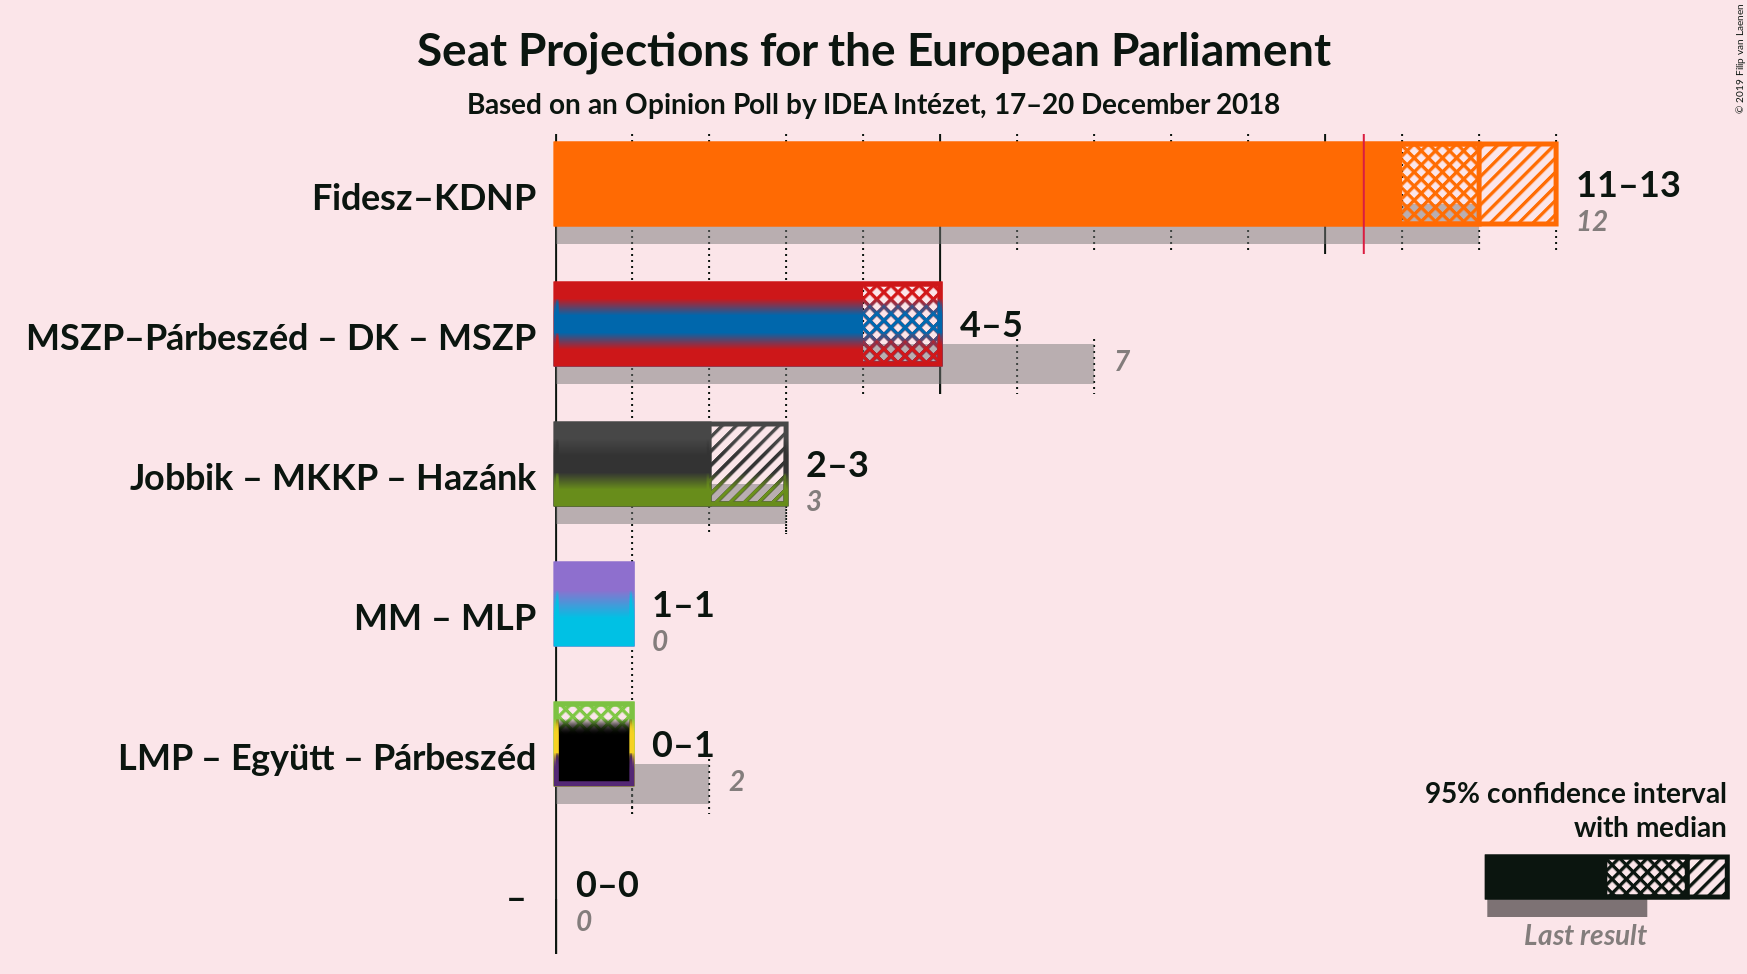 Seat Projections for the European Parliament
Based on an Opinion Poll by IDEA Intézet, 17–20 December 2018
© 2019 Filip van Laenen
Fidesz–KDNP
11–13
12
MSZP–Párbeszéd – DK – MSZP
4–5
7
Jobbik – MKKP – Hazánk
2–3
3
MM – MLP
1–1
0
LMP – Együtt – Párbeszéd
0–1
2
–
0–0
0
95% confidence interval
with median
Last result